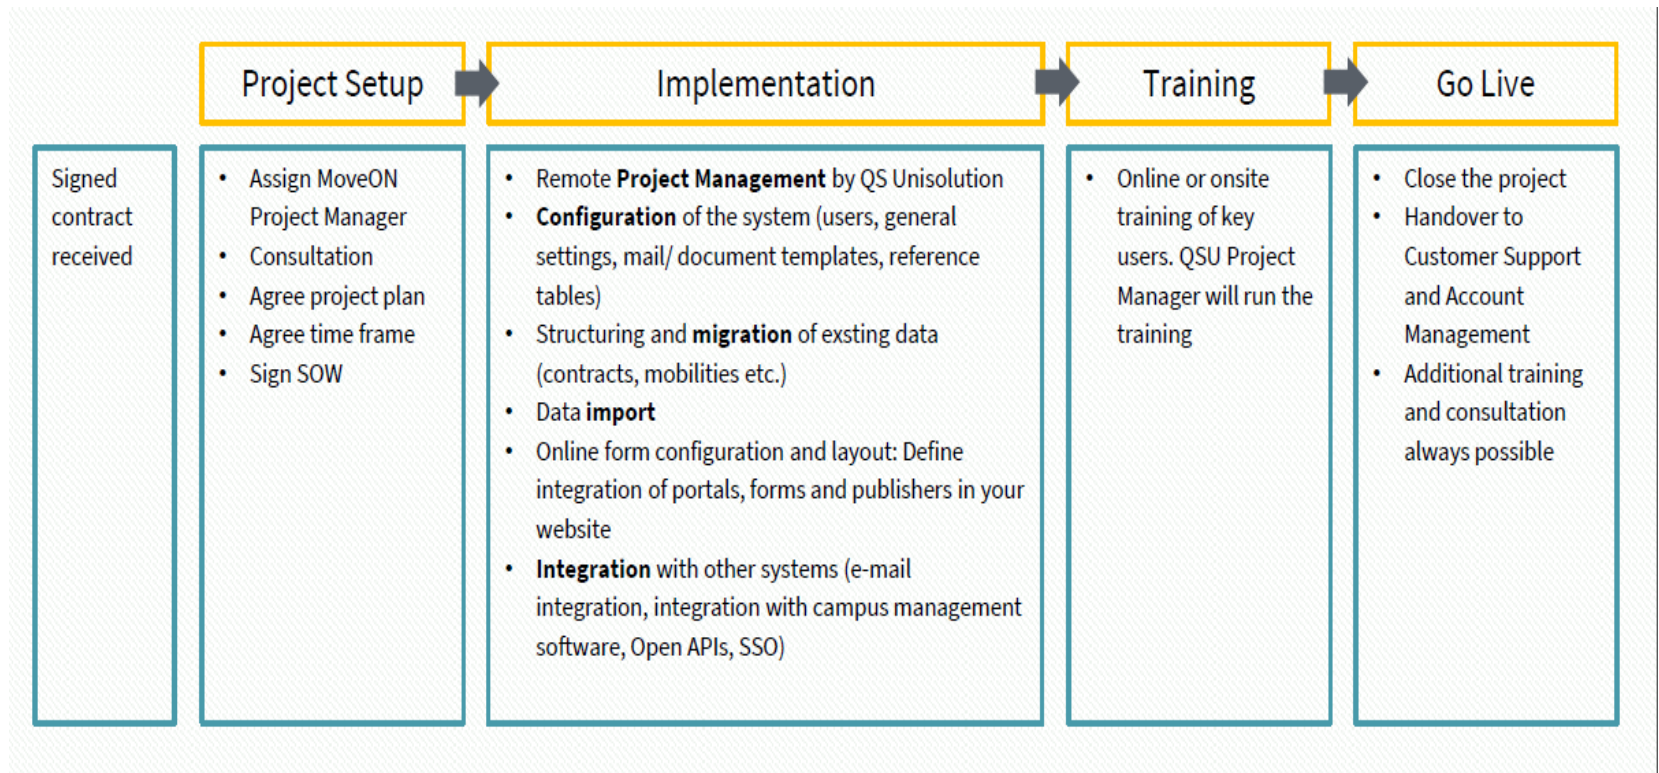 Project Setup
Implementation
Training
Go Live
Signed
contract
received
• Assign MoveON
Project Manager
• Consultation
• Agree project plan
• Agree time frame
• Sign SOW
• Remote Project Management by QS Unisolution
• Configuration of the system (users, general
settings, mail/ document templates, reference
tables)
• Structuring and migration of exsting data
(contracts, mobilities etc.)
• Data import
• Online form configuration and layout: Define
integration of portals, forms and publishers in your
website
• Integration with other systems (e-mail
integration, integration with campus management
software, Open APIs, SSO)
• Online or onsite
training of key
users. QSU Project
Manager will run the
training
• Close the project
• Handover to
Customer Support
and Account
Management
• Additional training
and consultation
always possible